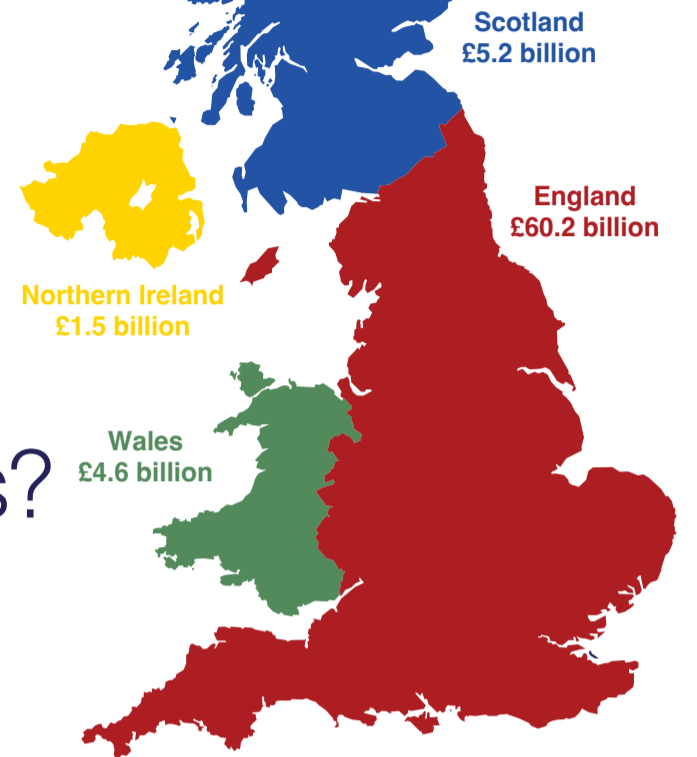 Scotland
£5.2 billion
England
£60.2 billion
Northern Ireland
£1.5 billion
Wales
£4.6 billion
s?